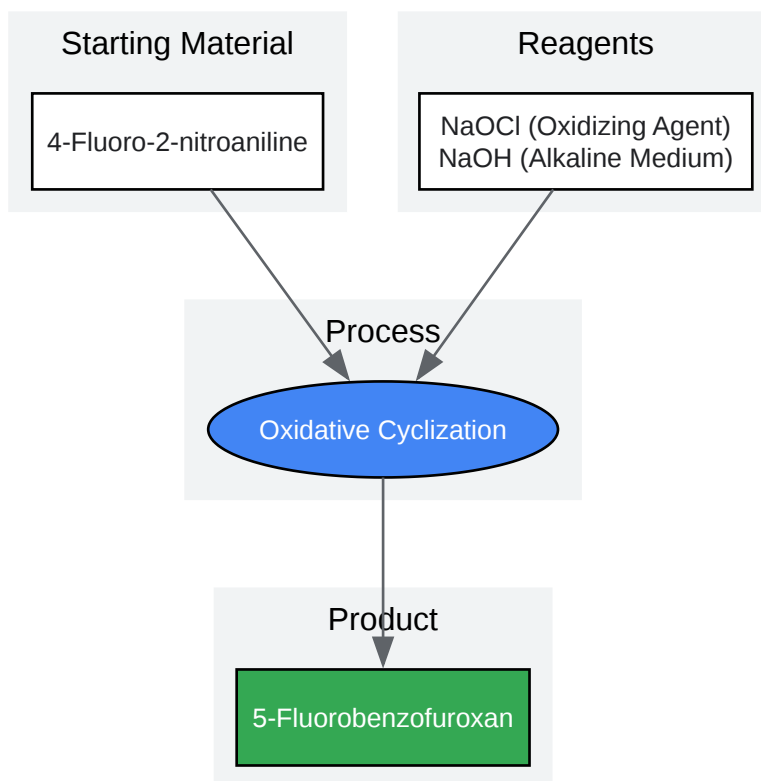 Starting Material
Reagents
4-Fluoro-2-nitroaniline
NaOCl (Oxidizing Agent)
NaOH (Alkaline Medium)
Process
Oxidative Cyclization
Product
5-Fluorobenzofuroxan